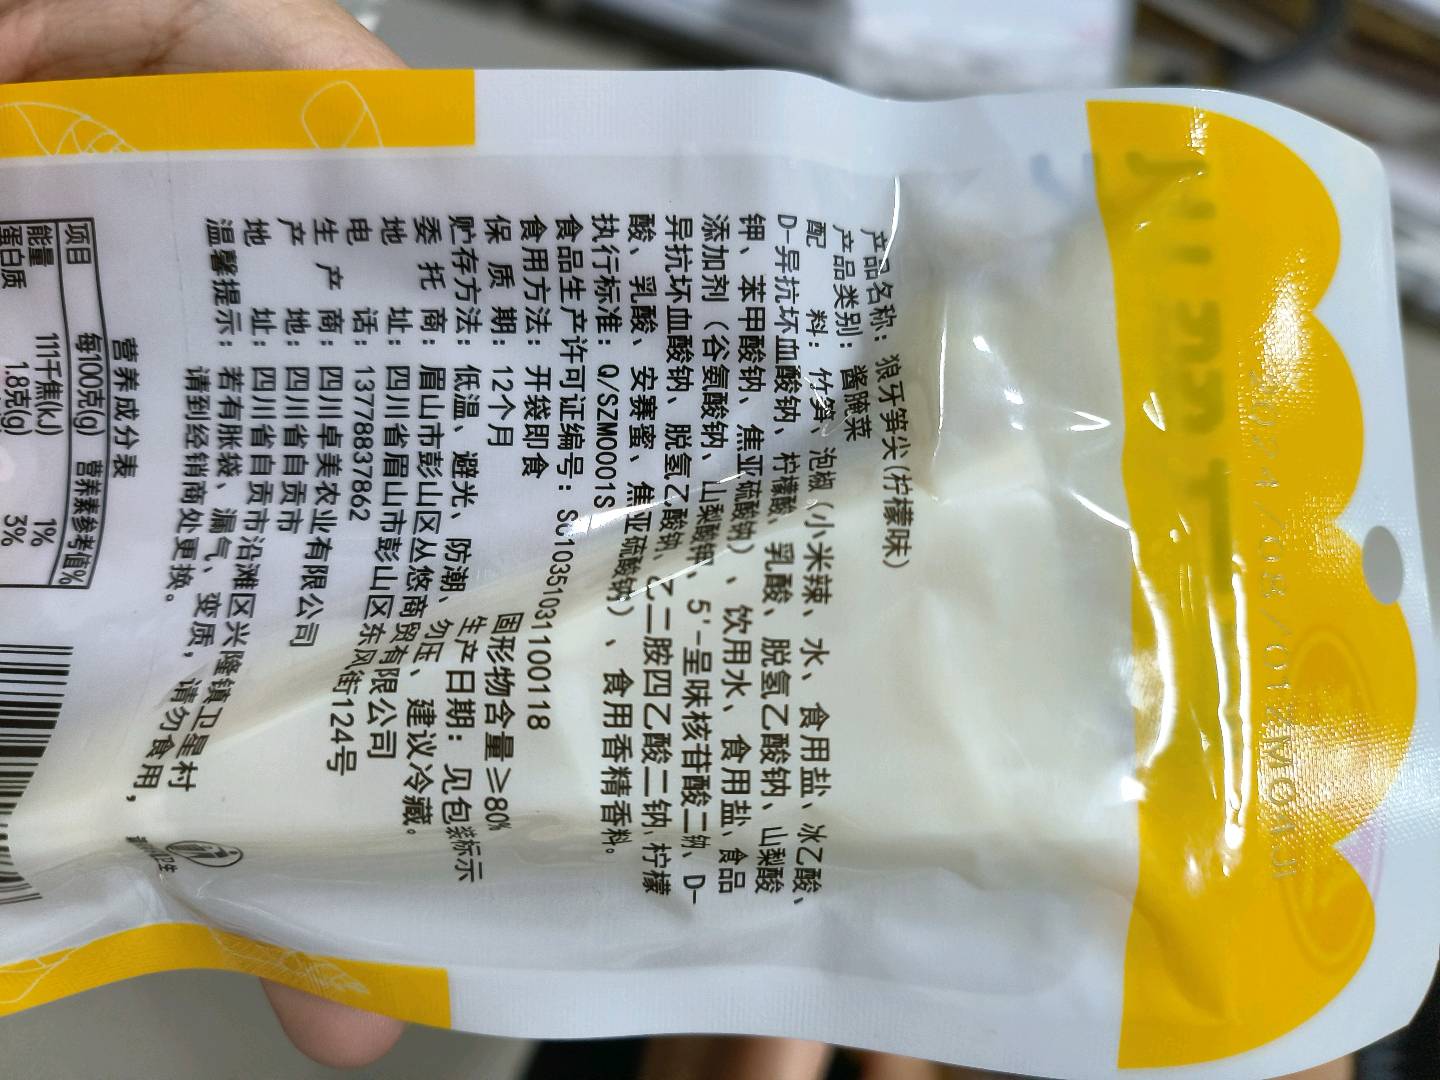 产品名称：狼牙笋尖(柠檬味)
产品类别：酱腌菜
配 料：竹笋、泡椒（小米辣、水、食用盐、冰乙酸、
D-异抗坏血酸钠、柠檬酸、乳酸、脱氢乙酸钠、山梨酸
钾、苯甲酸钠、焦亚硫酸钠）、饮用水、食用盐、食品
添加剂（谷氨酸钠、山梨酸钾、5'-呈味核苷酸二钠、D-
异抗坏血酸钠、脱氢乙酸钠、乙二胺四乙酸二钠、柠檬
酸、乳酸、安赛蜜、焦亚硫酸钠）、食用香精香料。
执行标准：Q/SZM0001S
食品生产许可证编号：SC10351031100118
食用方法：开袋即食 固形物含量≥80%
保 质 期：12个月 生产日期：见包装标示
贮存方法：低温、避光、防潮、勿压、建议冷藏。
委 托 商：眉山市彭山区丛悠商贸有限公司
地 址：四川省眉山市彭山区东风街124号
电 话：13778837862
生 产 商：四川卓美农业有限公司
产 地：四川省自贡市
地 址：四川省自贡市沿滩区兴隆镇卫星村
温馨提示：若有胀袋、漏气、变质，请勿食用，
请到经销商处更换。
营养成分表
项目 每100克(g) 营养素参考值%
能量 111千焦(kJ) 1%
蛋白质 1.8克(g) 3%